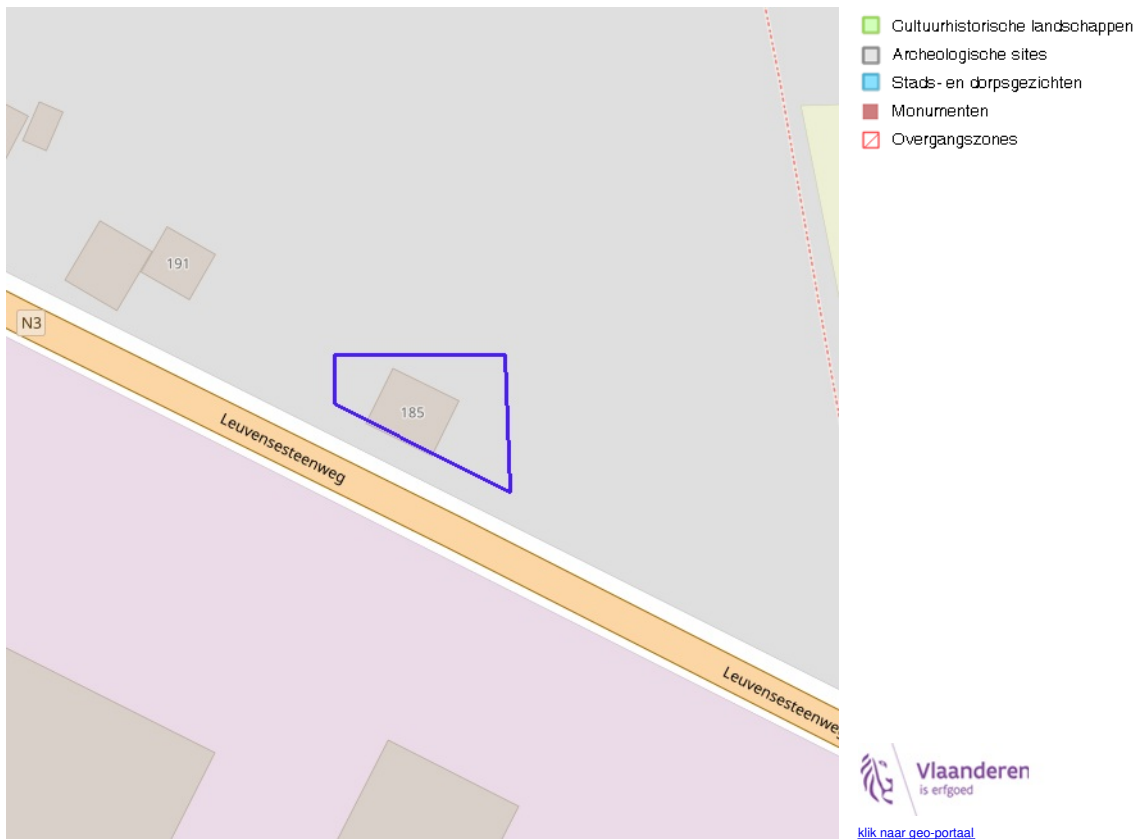 Cultuurhistorische landschappen
Archeologische sites
Stads- en dorpsgezichten
Monumenten
Overgangszones
191
N3
185
Leuvensesteenweg
Leuvensesteenweg
Vlaanderen
is erfgoed
klik naar geo-portaal